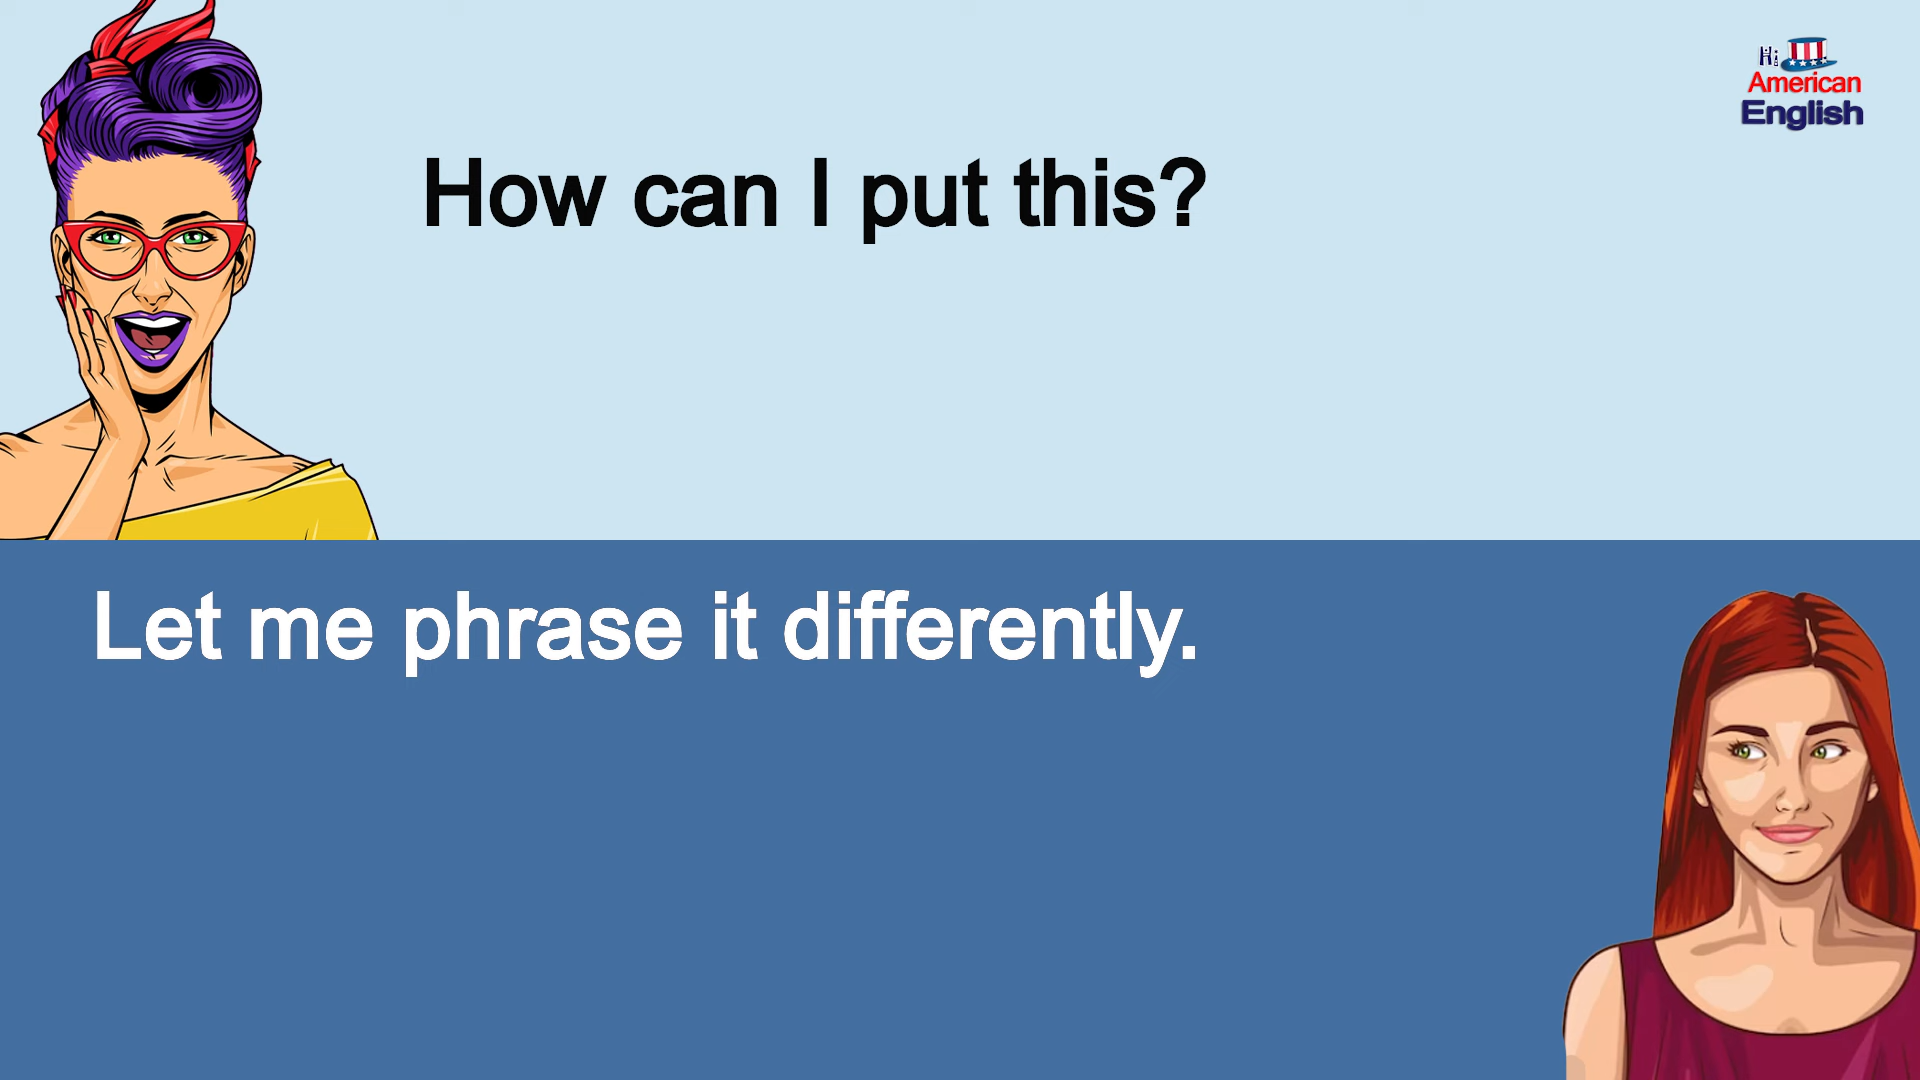 Hi
American
English
How can I put this?
Let me phrase it differently.